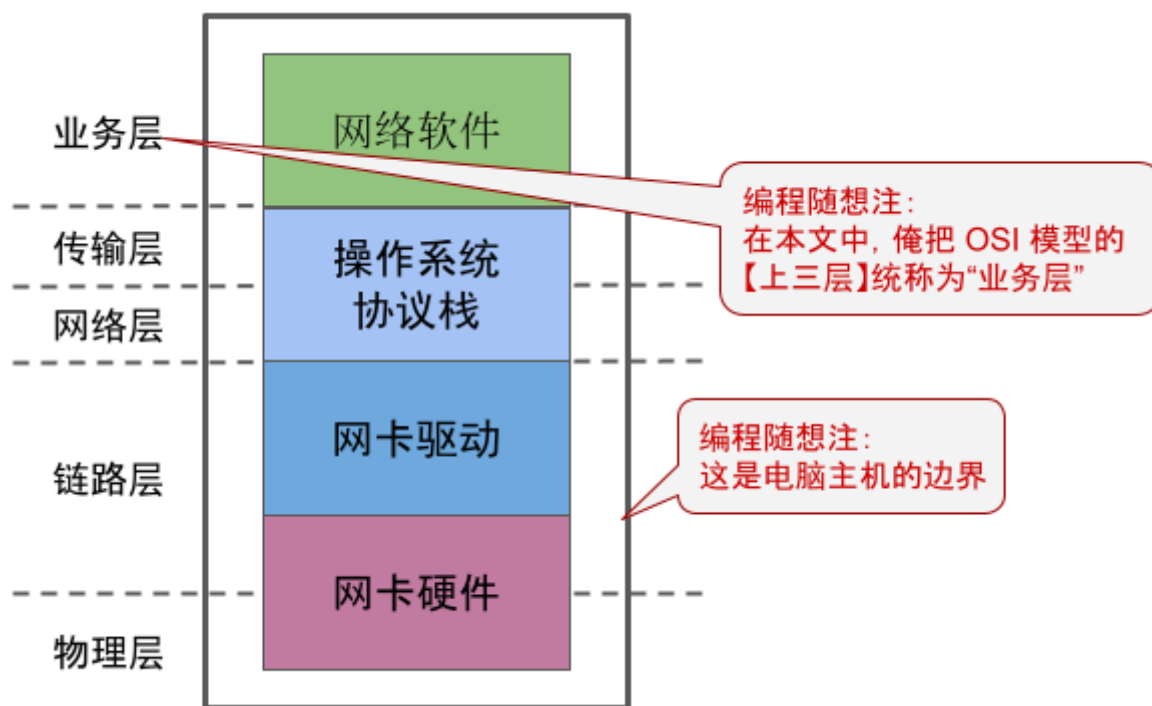 业务层
网络软件
编程随想注：
在本文中，俺把 OSI 模型的
【上三层】统称为“业务层”
传输层
操作系统
协议栈
网络层
网卡驱动
编程随想注：
这是电脑主机的边界
链路层
网卡硬件
物理层